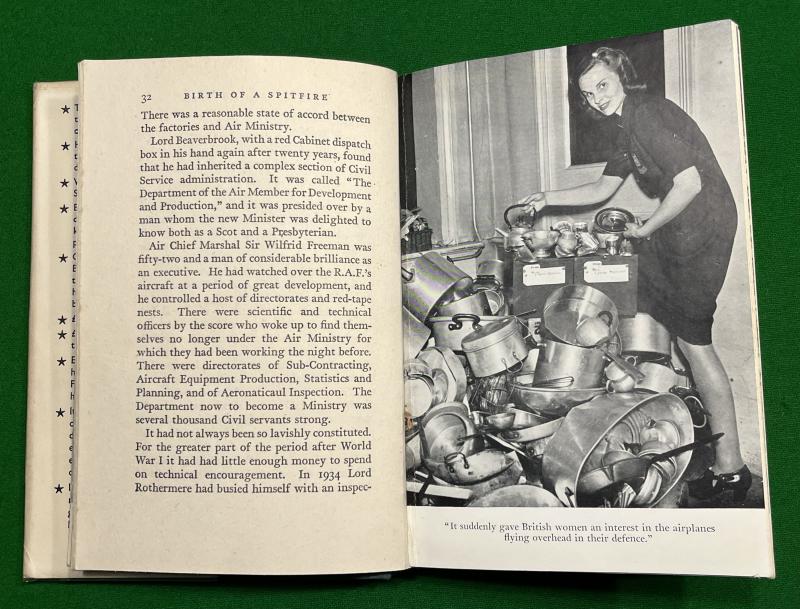 32 BIRTH OF A SPITFIRE
There was a reasonable state of accord between
the factories and Air Ministry.
Lord Beaverbrook, with a red Cabinet dispatch
box in his hand again after twenty years, found
that he had inherited a complex section of Civil
Service administration. It was called "The
Department of the Air Member for Development
and Production," and it was presided over by a
man whom the new Minister was delighted to
know both as a Scot and a Presbyterian.
Air Chief Marshal Sir Wilfrid Freeman was
fifty-two and a man of considerable brilliance as
an executive. He had watched over the R.A.F.'s
aircraft at a period of great development, and
he controlled a host of directorates and red-tape
nests. There were scientific and technical
officers by the score who woke up to find them-
selves no longer under the Air Ministry for
which they had been working the night before.
There were directorates of Sub-Contracting,
Aircraft Equipment Production, Statistics and
Planning, and of Aeronaticaul Inspection. The
Department now to become a Ministry was
several thousand Civil servants strong.
It had not always been so lavishly constituted.
For the greater part of the period after World
War I it had had little enough money to spend
on technical encouragement. In 1934 Lord
Rothermere had busied himself with an inspec-
"It suddenly gave British women an interest in the airplanes
flying overhead in their defence."